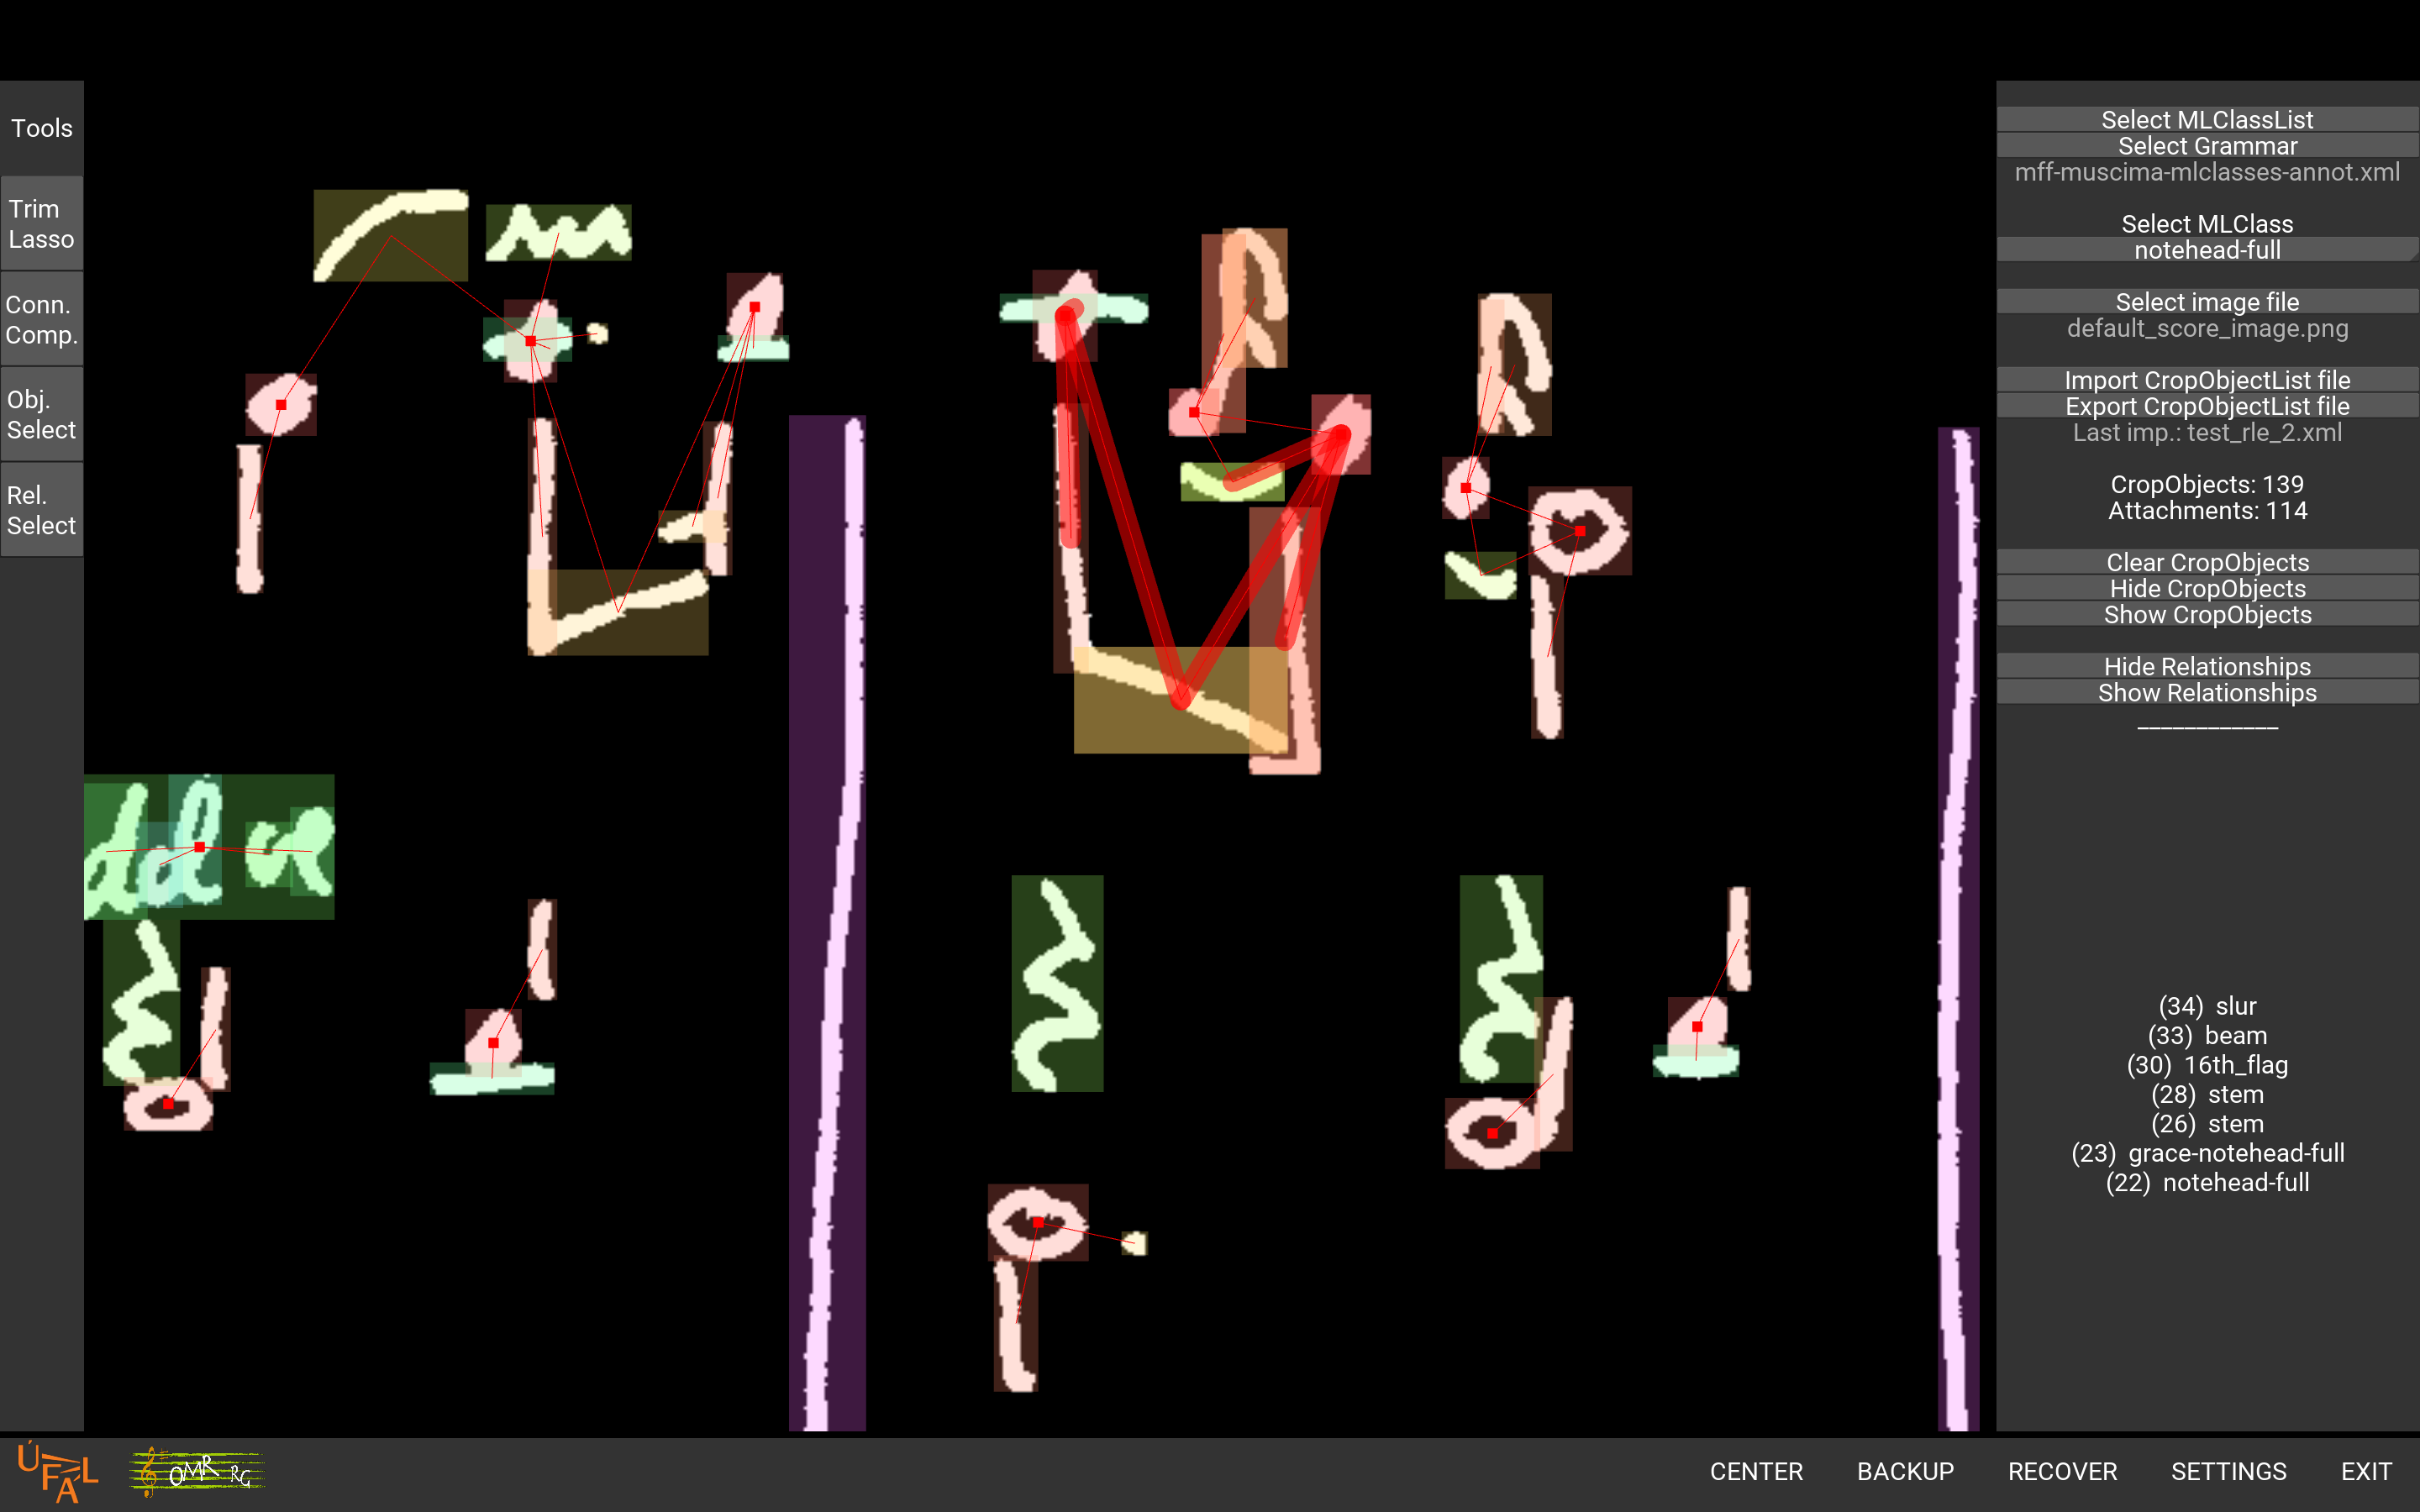 Tools
Trim
Lasso
Conn.
Comp.
Obj.
Select
Rel.
Select
Select MLClassList
Select Grammar
mff-muscima-mlclasses-annot.xml
Select MLClass
notehead-full
Select image file
default_score_image.png
Import CropObjectList file
Export CropObjectList file
Last imp.: test_rle_2.xml
CropObjects: 139
Attachments: 114
Clear CropObjects
Hide CropObjects
Show CropObjects
Hide Relationships
Show Relationships
____________
(34) slur
(33) beam
(30) 16th_flag
(28) stem
(26) stem
(23) grace-notehead-full
(22) notehead-full
ÚFAL
OMR RG
CENTER
BACKUP
RECOVER
SETTINGS
EXIT